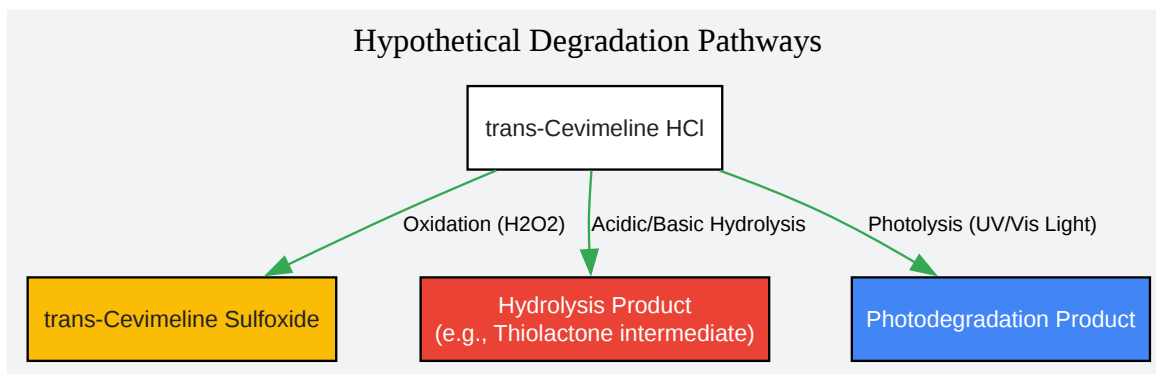 Hypothetical Degradation Pathways
trans-Cevimeline HCl
Oxidation (H2O2)
Acidic/Basic Hydrolysis
Photolysis (UV/Vis Light)
trans-Cevimeline Sulfoxide
Hydrolysis Product
(e.g., Thiolactone intermediate)
Photodegradation Product